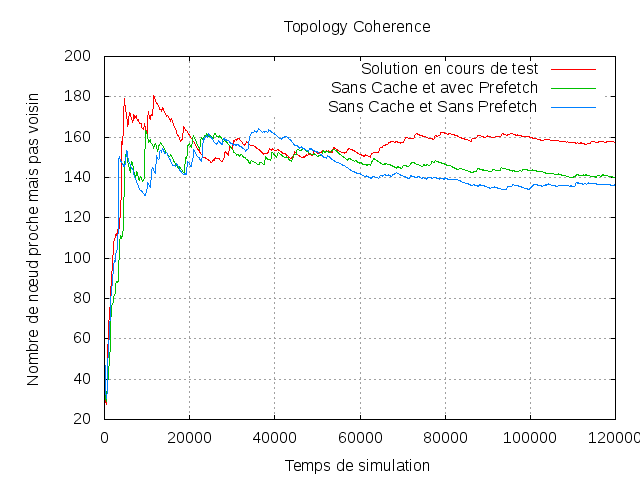 Topology Coherence
Solution en cours de test
Sans Cache et avec Prefetch
Sans Cache et Sans Prefetch
Nombre de nœud proche mais pas voisin
200
180
160
140
120
100
80
60
40
20
0
20000
40000
60000
80000
100000
120000
Temps de simulation